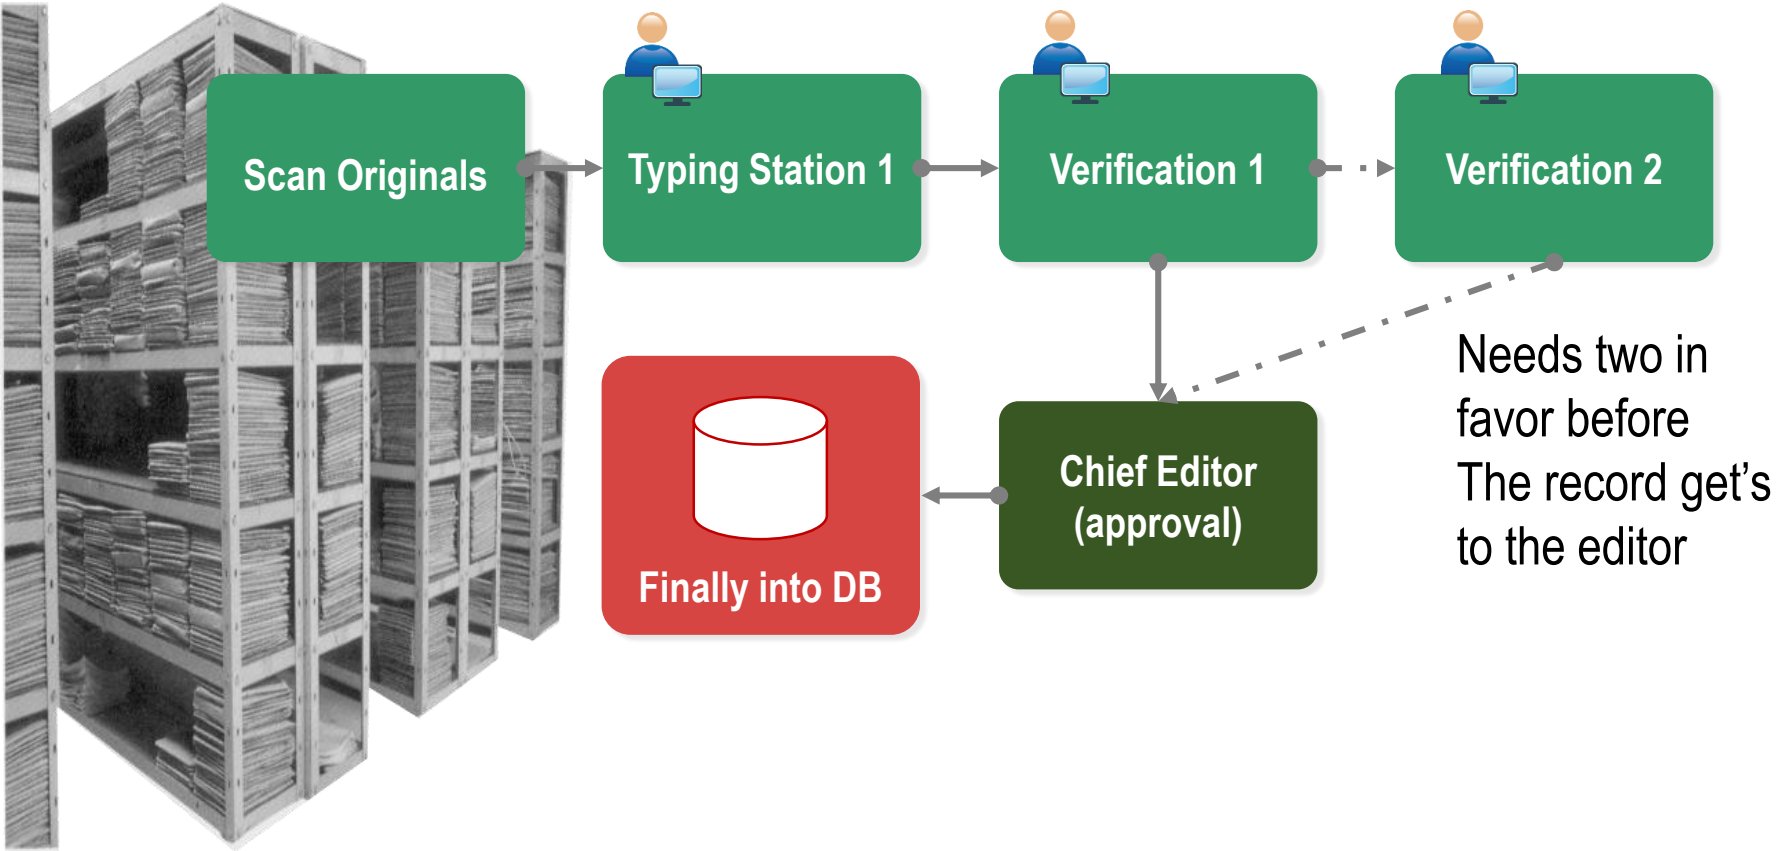 Scan Originals
Typing Station 1
Verification 1
Verification 2
Needs two in
favor before
The record get's
to the editor
Chief Editor
(approval)
Finally into DB